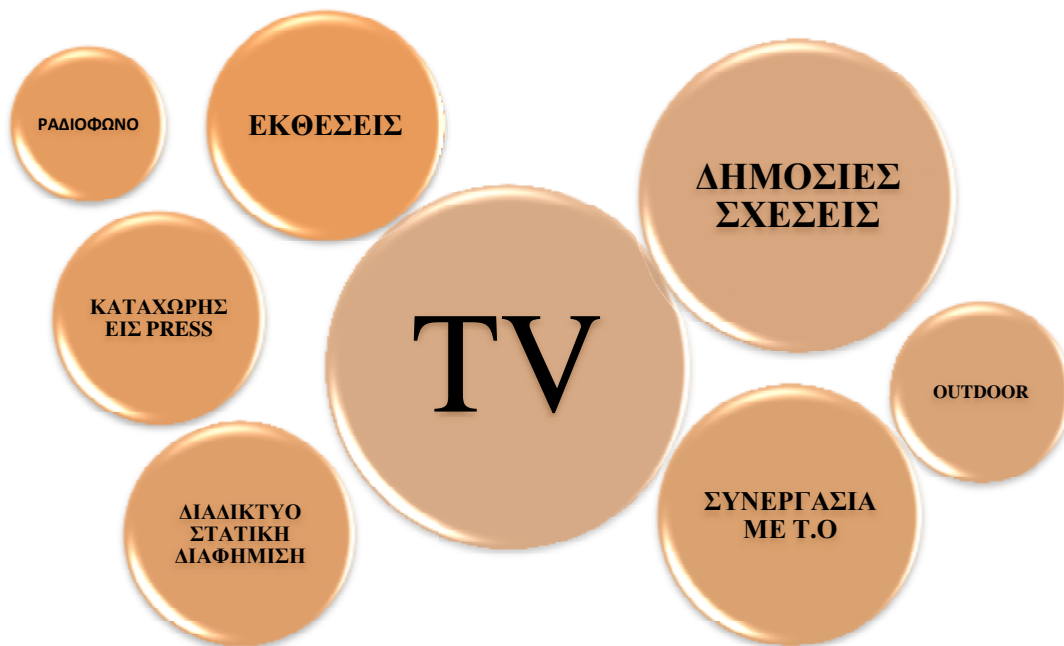 ΡΑΔΙΟΦΩΝΟ
ΕΚΘΕΣΕΙΣ
ΔΗΜΟΣΙΕΣ
ΣΧΕΣΕΙΣ
ΚΑΤΑΧΩΡΗΣ
ΕΙΣ PRESS
TV
OUTDOOR
ΔΙΑΔΙΚΤΥΟ
ΣΤΑΤΙΚΗ
ΔΙΑΦΗΜΙΣΗ
ΣΥΝΕΡΓΑΣΙΑ
ΜΕ Τ.Ο